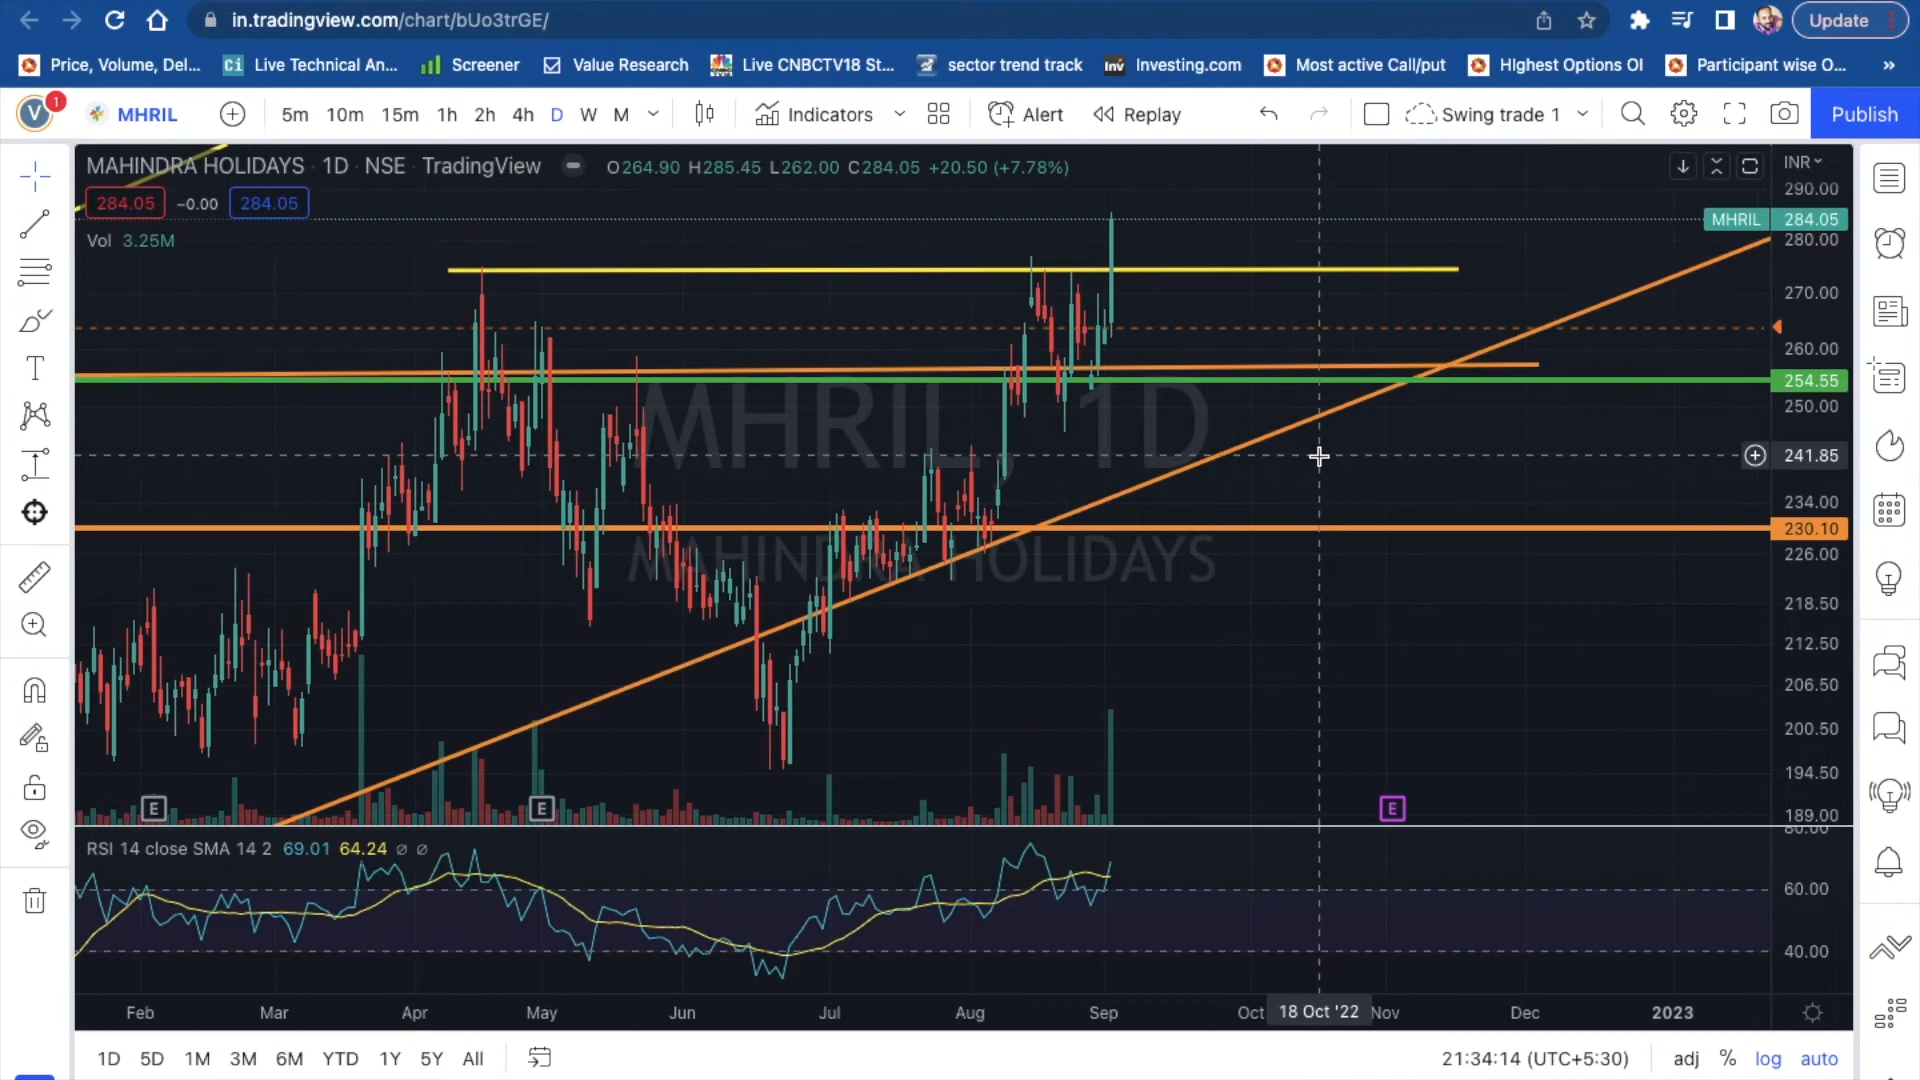 in.tradingview.com/chart/bUo3trGE/
Update
Price, Volume, Del...
Ci Live Technical An...
Screener
Value Research
Live CNBCTV18 St...
sector trend track
Inv Investing.com
Most active Call/put
HIghest Options OI
Participant wise O...
»
V 1 MHRIL 5m 10m 15m 1h 2h 4h D W M Indicators Alert Replay Swing trade 1 Publish
MAHINDRA HOLIDAYS · 1D · NSE · TradingView O264.90 H285.45 L262.00 C284.05 +20.50 (+7.78%) INR
284.05 −0.00 284.05
Vol 3.25M
290.00
MHRIL 284.05
280.00
270.00
260.00
254.55
250.00
241.85
234.00
230.10
226.00
218.50
212.50
206.50
200.50
194.50
189.00
MHRIL, 1D
MAHINDRA HOLIDAYS
E E E
80.00
RSI 14 close SMA 14 2 69.01 64.24 ∅ ∅
60.00
40.00
Feb Mar Apr May Jun Jul Aug Sep Oct 18 Oct '22 Nov Dec 2023
1D 5D 1M 3M 6M YTD 1Y 5Y All 21:34:14 (UTC+5:30) adj % log auto